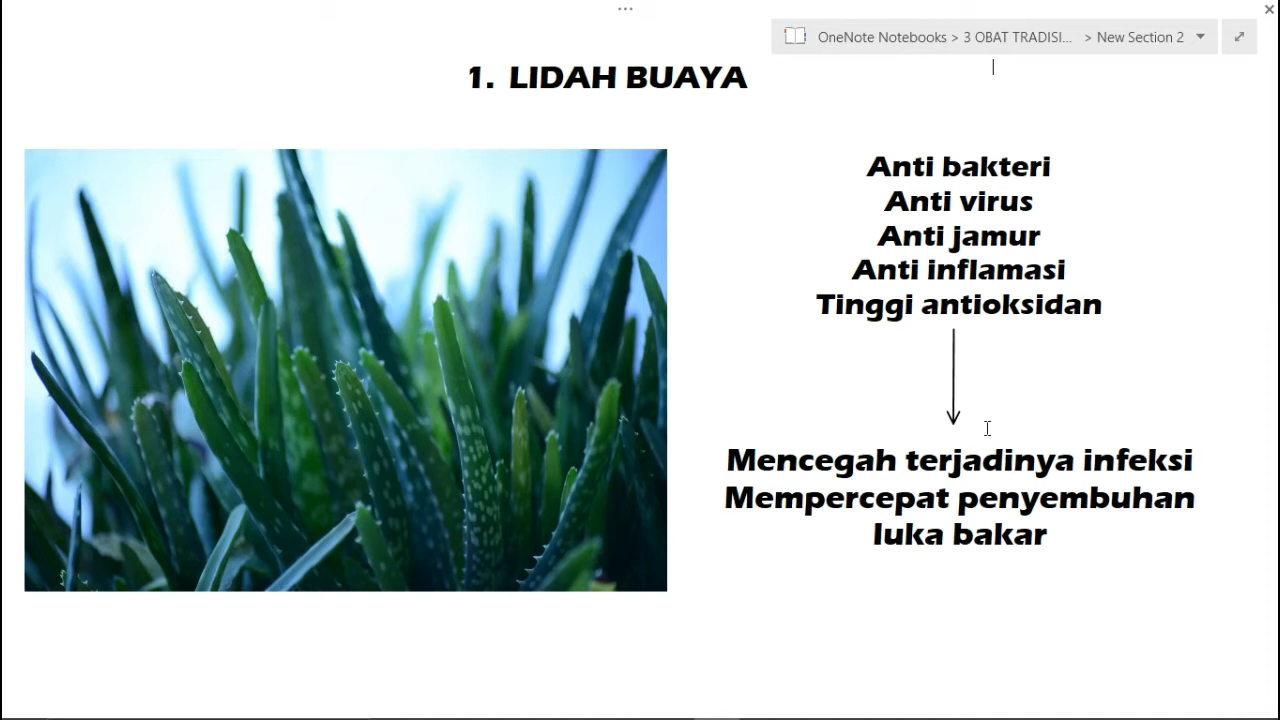 OneNote Notebooks > 3 OBAT TRADISI... > New Section 2
1. LIDAH BUAYA
Anti bakteri
Anti virus
Anti jamur
Anti inflamasi
Tinggi antioksidan
Mencegah terjadinya infeksi
Mempercepat penyembuhan
luka bakar